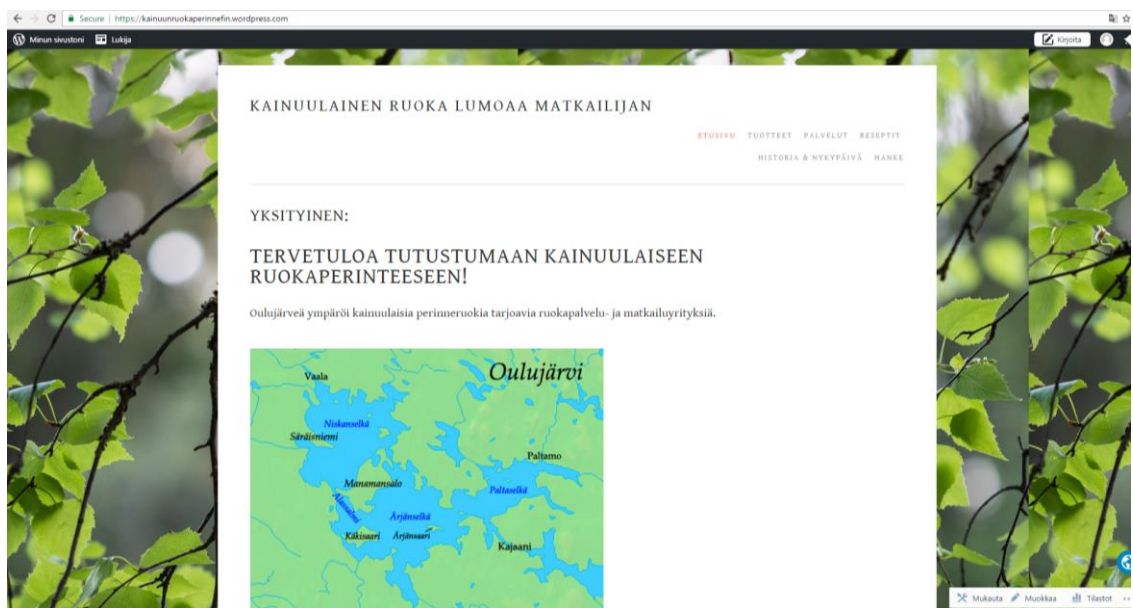 Secure | https://kainuunruokaperinnefin.wordpress.com
Minun sivustoni Lukija Kirjoita
KAINUULAINEN RUOKA LUMOAA MATKAILIJAN
ETUSIVU TUOTTEET PALVELUT RESEPTIT
HISTORIA & NYKYPÄIVÄ HANKE
YKSITYINEN:
TERVETULOA TUTUSTUMAAN KAINUULAISEEN
RUOKAPERINTEESEEN!
Oulujärveä ympäröi kainuulaisia perinneruokia tarjoavia ruokapalvelu- ja matkailuyrityksiä.
Oulujärvi
Vaala
Niskanselkä
Säräisniemi
Paltamo
Manamansalo
Paltaselkä
Alassalmi
Ärjänselkä
Käkisaari Ärjänsaari
Kajaani
Mukauta Muokkaa Tilastot